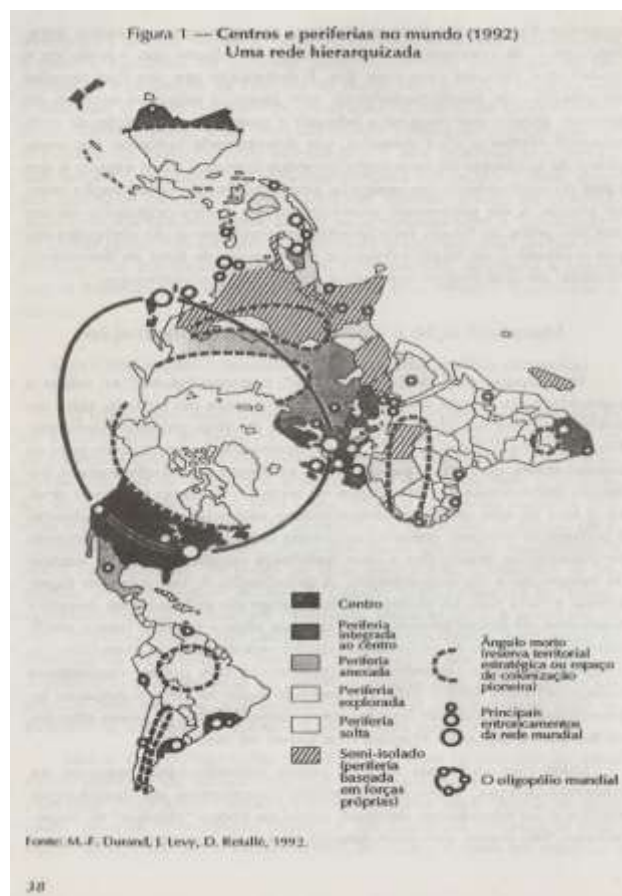 Figura 1 — Centros e periferias no mundo (1992)
Uma rede hierarquizada
Centro
Periferia
integrada
ao centro
Periferia
anexada
Periferia
explorada
Periferia
solta
Semi-isolado
(periferia
baseada
em forças
próprias)
Ângulo morto
(reserva territorial
estratégica ou espaço
de colonização
pioneira)
Principais
entroncamentos
da rede mundial
O oligopólio mundial
Fonte: M.-F. Durand, J. Levy, D. Retaillé, 1992.
38